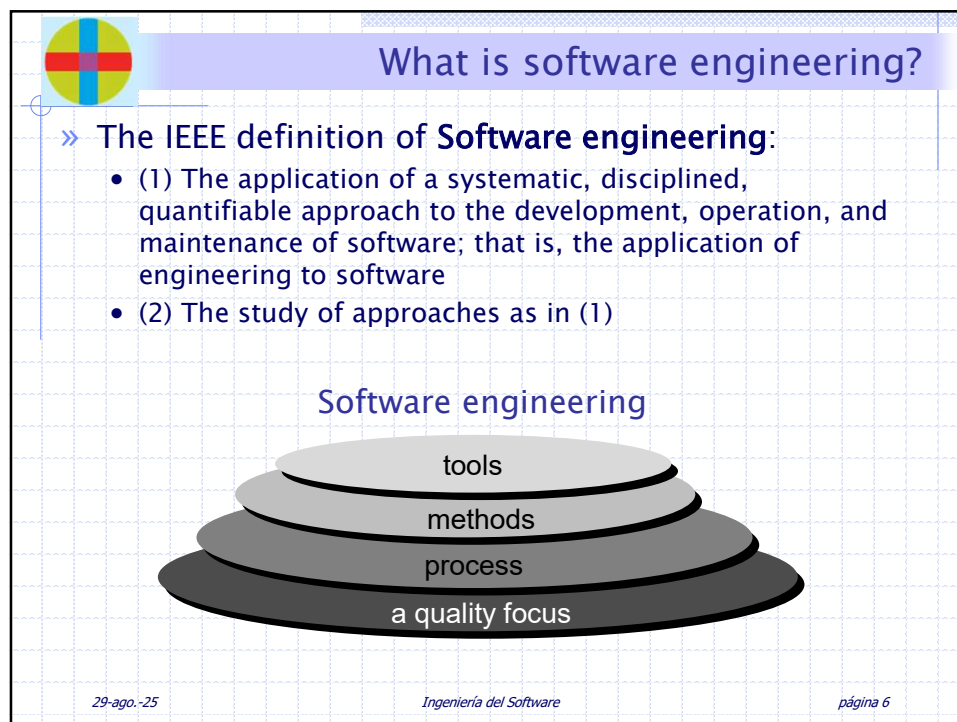 What is software engineering?
» The IEEE definition of Software engineering:
• (1) The application of a systematic, disciplined,
quantifiable approach to the development, operation, and
maintenance of software; that is, the application of
engineering to software
• (2) The study of approaches as in (1)
Software engineering
tools
methods
process
a quality focus
29-ago.-25 Ingeniería del Software página 6